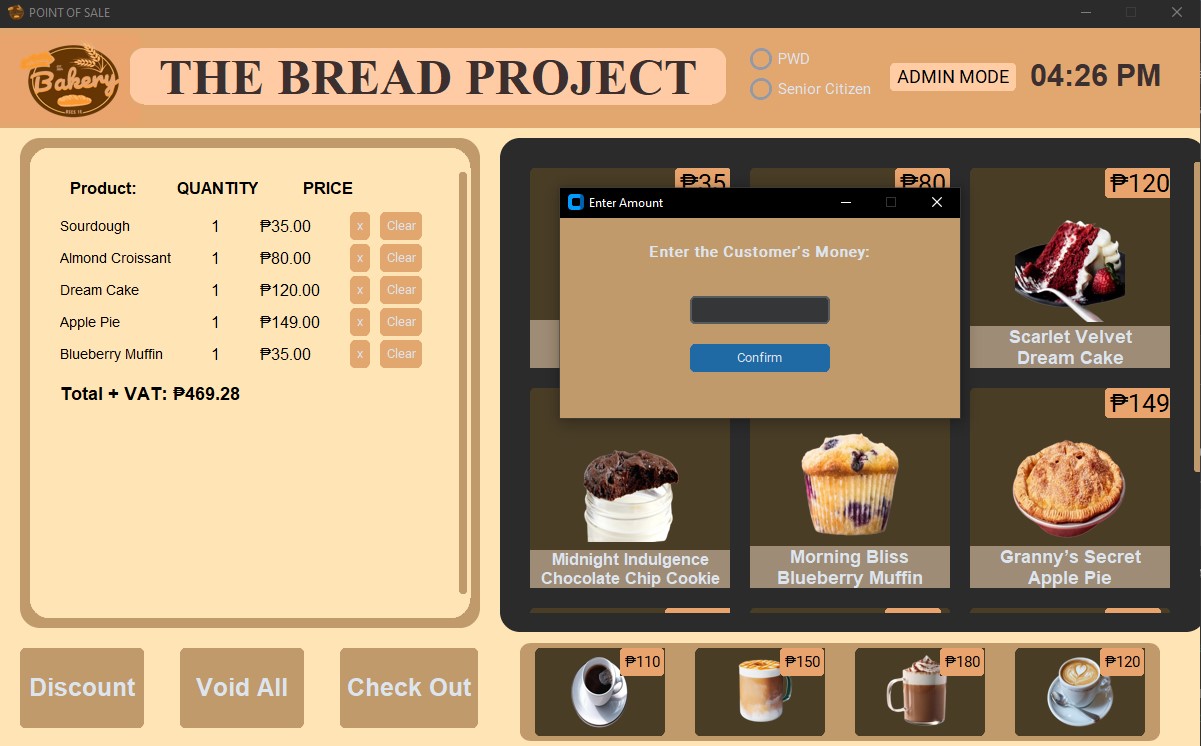 POINT OF SALE
Bakery
THE BREAD PROJECT
PWD
Senior Citizen
ADMIN MODE
04:26 PM
Product: QUANTITY PRICE
Sourdough 1 ₱35.00 x Clear
Almond Croissant 1 ₱80.00 x Clear
Dream Cake 1 ₱120.00 x Clear
Apple Pie 1 ₱149.00 x Clear
Blueberry Muffin 1 ₱35.00 x Clear
Total + VAT: ₱469.28
₱35
₱80
₱120
Scarlet Velvet
Dream Cake
Enter Amount
Enter the Customer's Money:
Confirm
Midnight Indulgence
Chocolate Chip Cookie
Morning Bliss
Blueberry Muffin
₱149
Granny’s Secret
Apple Pie
Discount
Void All
Check Out
₱110
₱150
₱180
₱120